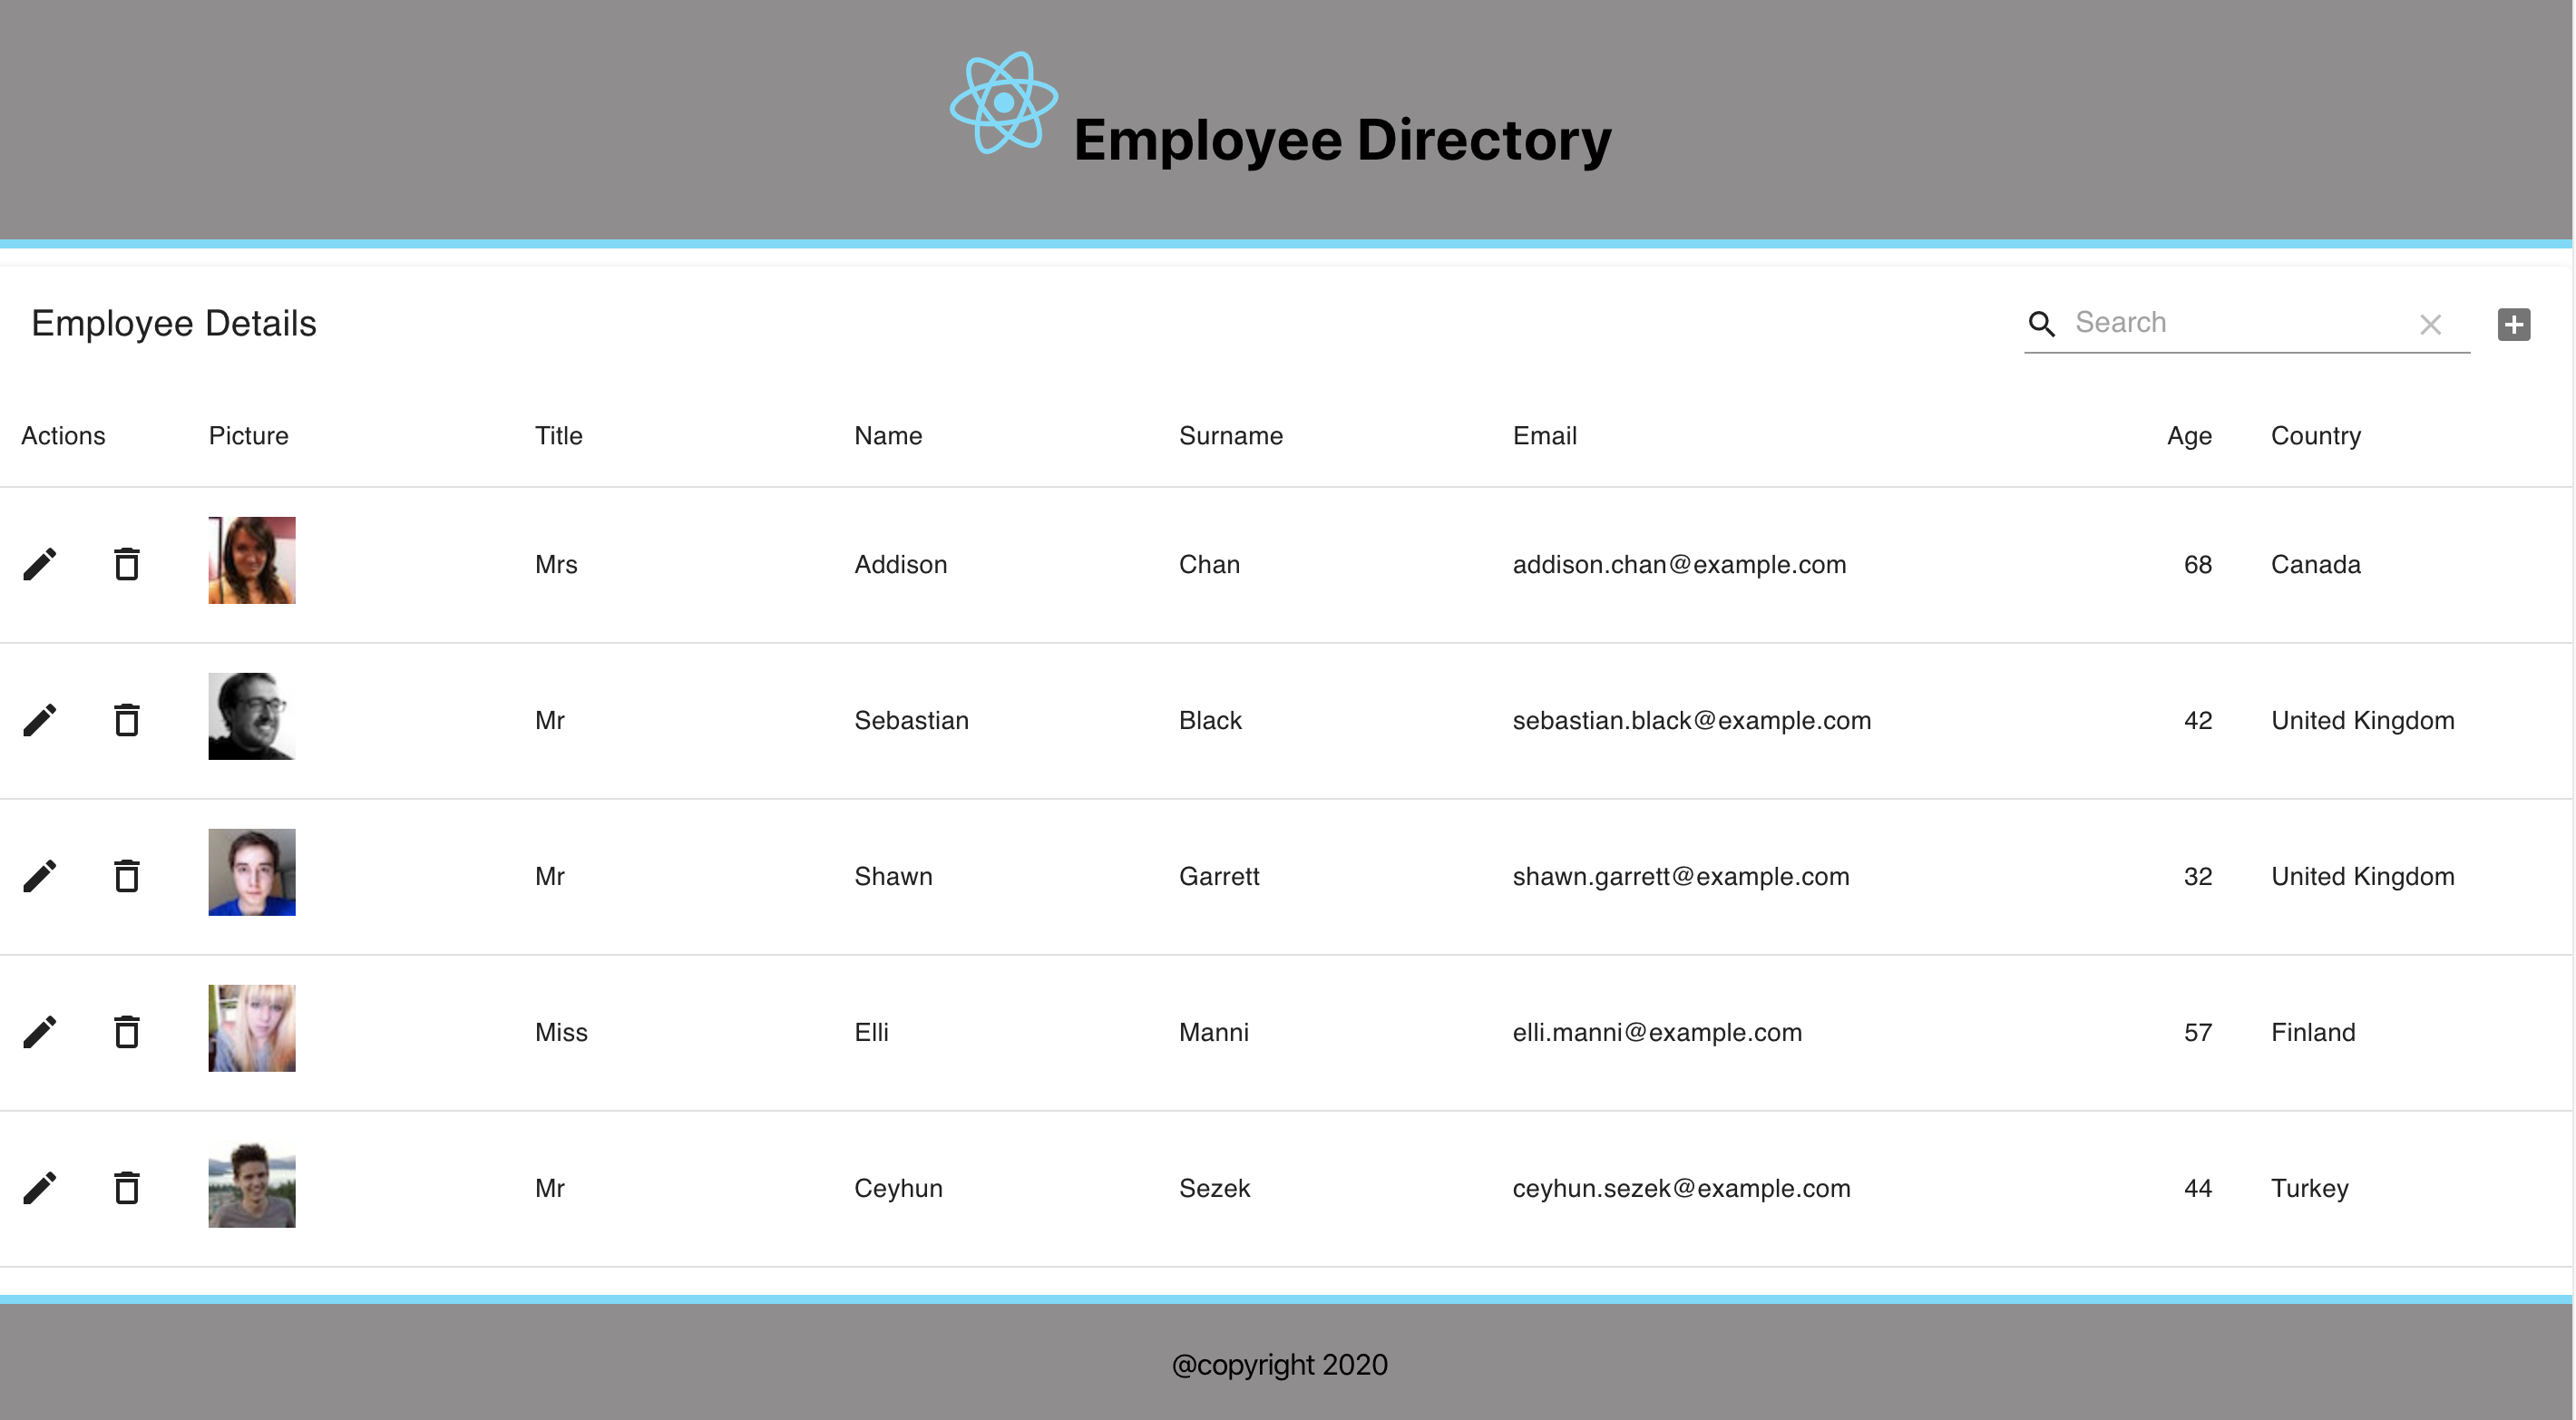 Employee Directory
Employee Details
Search
Actions Picture Title Name Surname Email Age Country
Mrs Addison Chan addison.chan@example.com 68 Canada
Mr Sebastian Black sebastian.black@example.com 42 United Kingdom
Mr Shawn Garrett shawn.garrett@example.com 32 United Kingdom
Miss Elli Manni elli.manni@example.com 57 Finland
Mr Ceyhun Sezek ceyhun.sezek@example.com 44 Turkey
@copyright 2020